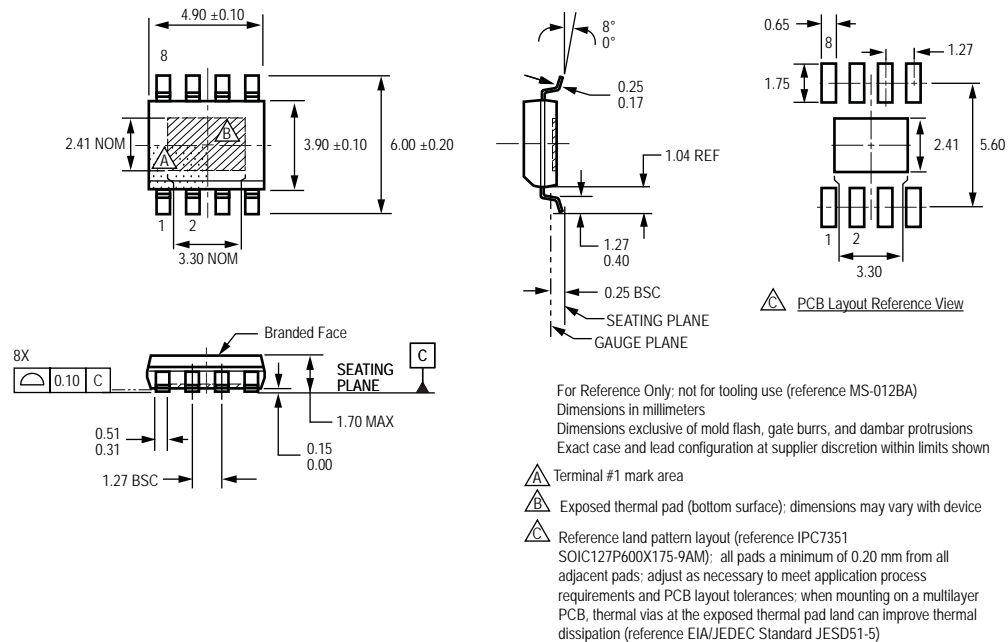 4.90 ±0.10
8
2.41 NOM
B
A
3.90 ±0.10
6.00 ±0.20
1 2
3.30 NOM
8°
0°
0.25
0.17
1.04 REF
1.27
0.40
0.25 BSC
SEATING PLANE
GAUGE PLANE
0.65
8
1.27
1.75
2.41
5.60
1 2
3.30
C PCB Layout Reference View
Branded Face
8X
0.10 C
SEATING
PLANE
C
1.70 MAX
0.51
0.31
0.15
0.00
1.27 BSC
For Reference Only; not for tooling use (reference MS-012BA)
Dimensions in millimeters
Dimensions exclusive of mold flash, gate burrs, and dambar protrusions
Exact case and lead configuration at supplier discretion within limits shown
A Terminal #1 mark area
B Exposed thermal pad (bottom surface); dimensions may vary with device
C Reference land pattern layout (reference IPC7351
SOIC127P600X175-9AM); all pads a minimum of 0.20 mm from all
adjacent pads; adjust as necessary to meet application process
requirements and PCB layout tolerances; when mounting on a multilayer
PCB, thermal vias at the exposed thermal pad land can improve thermal
dissipation (reference EIA/JEDEC Standard JESD51-5)